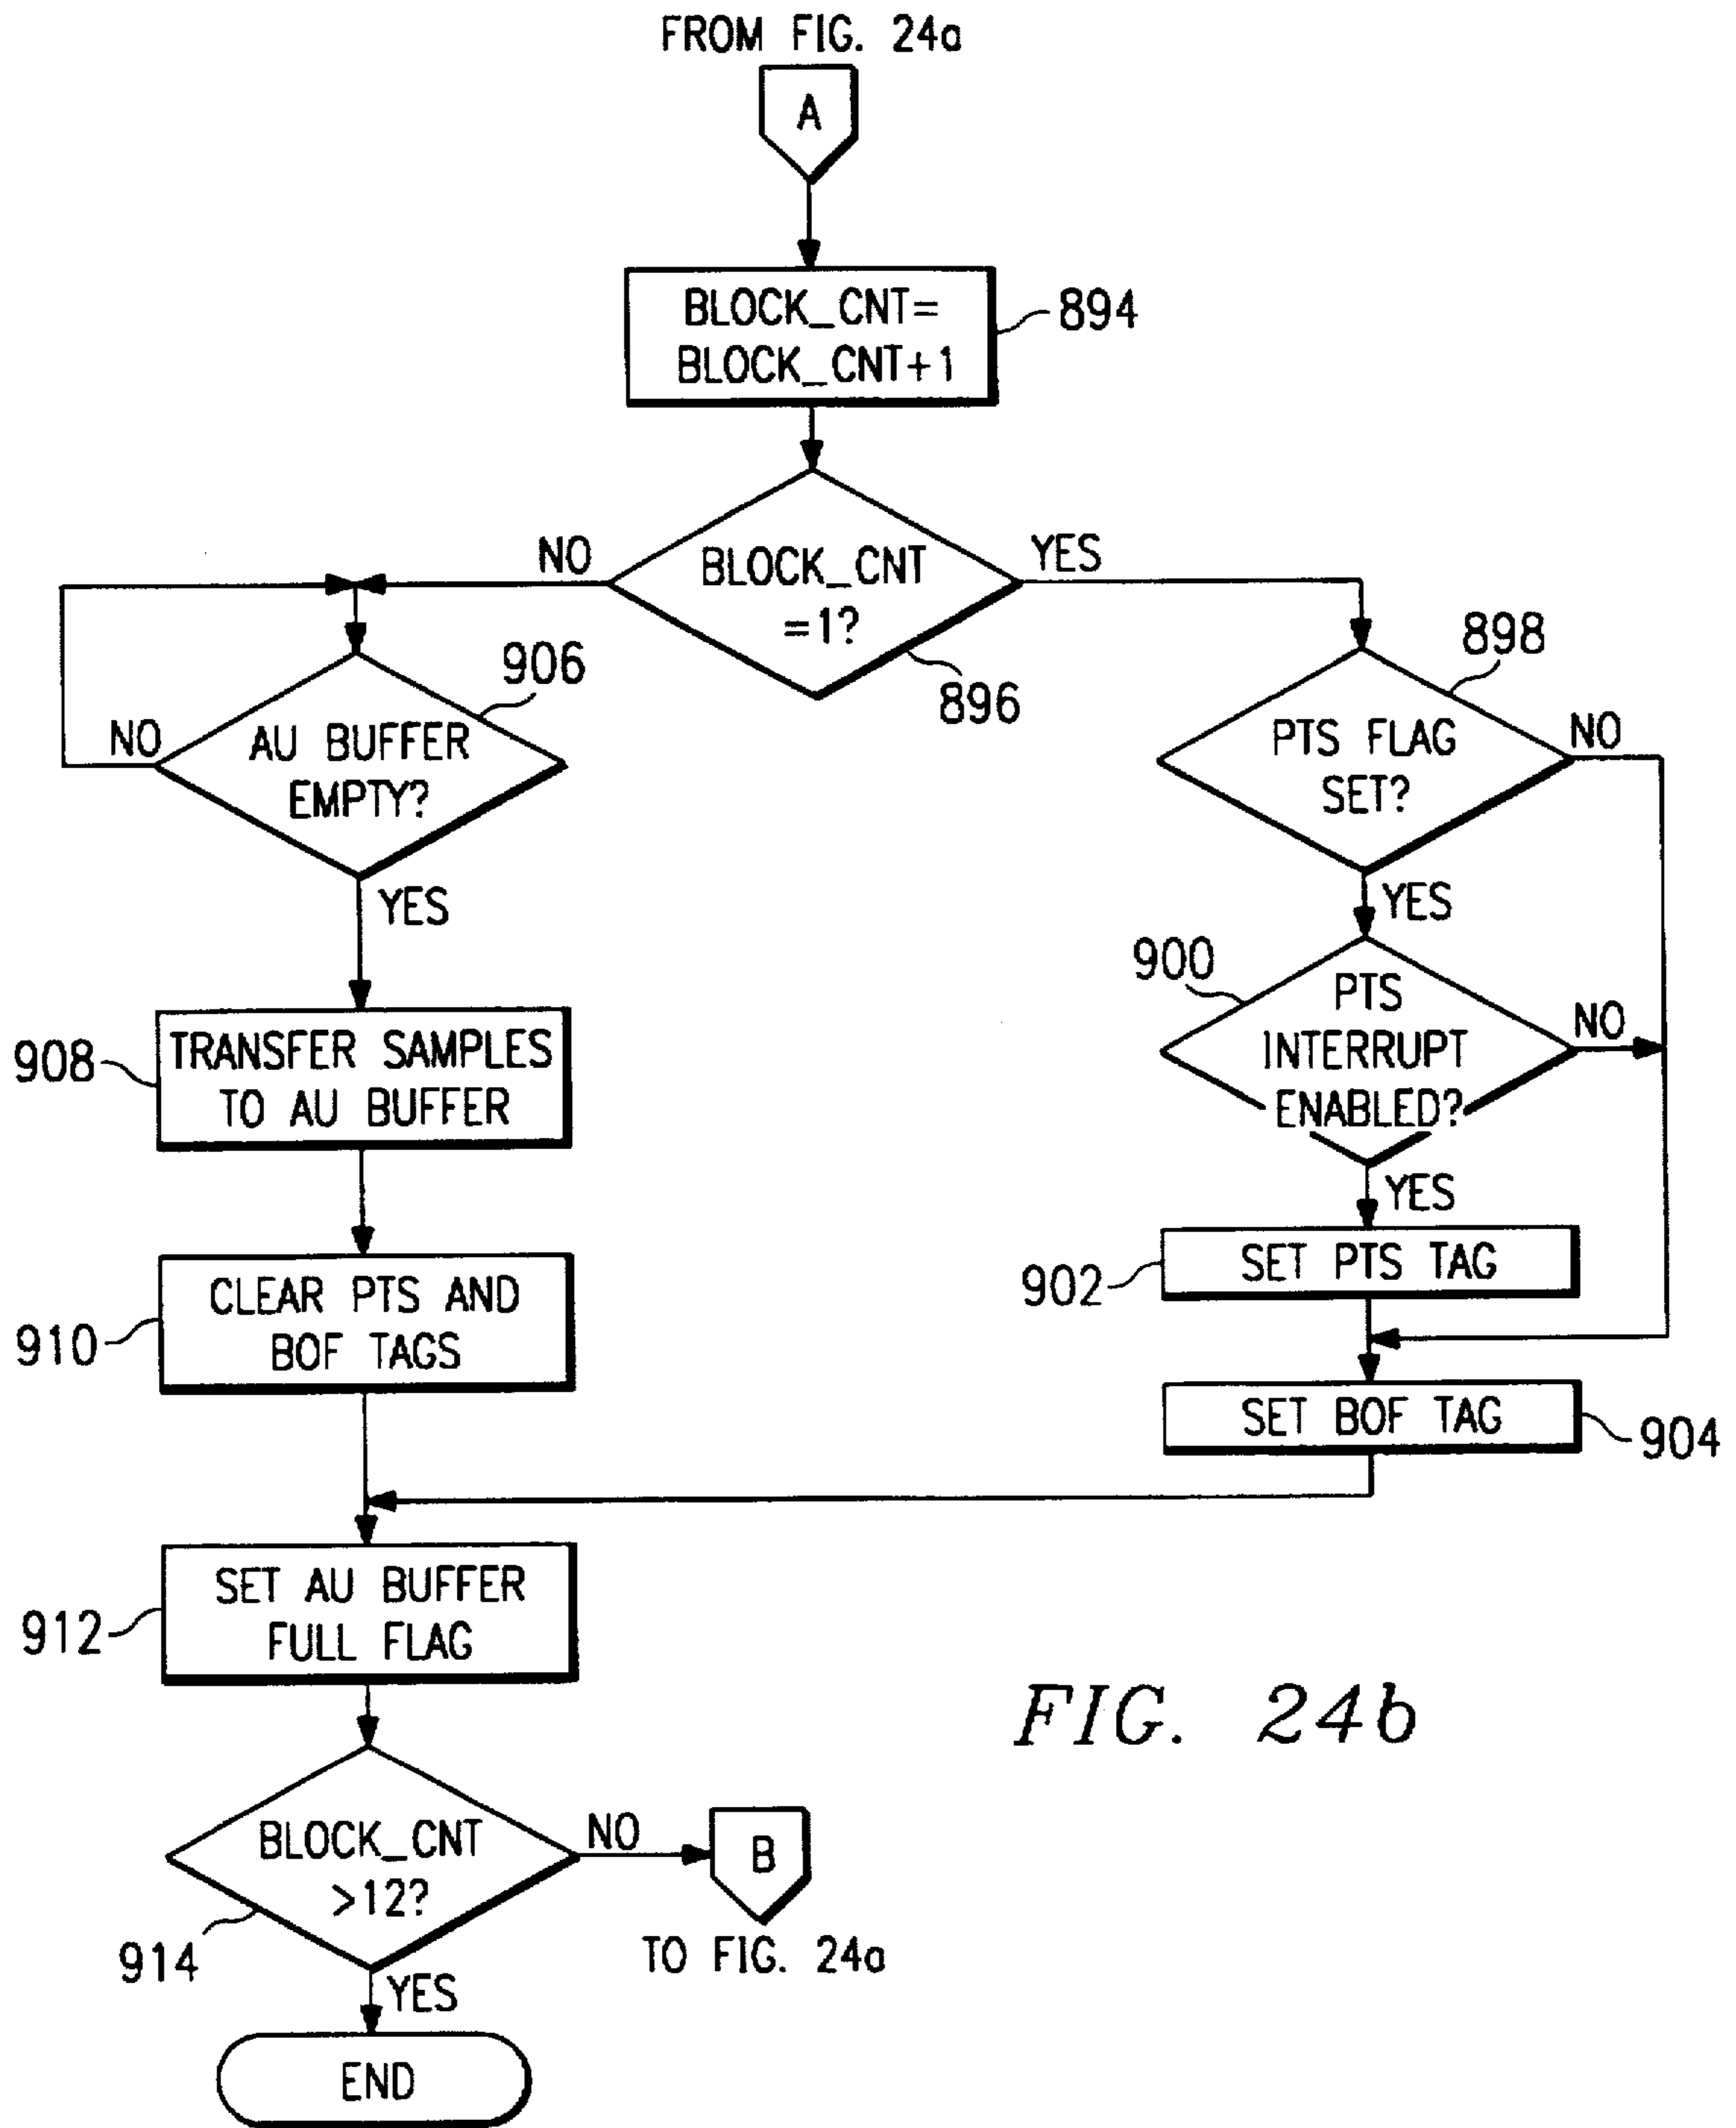 FROM FIG. 24a
A
BLOCK_CNT=
BLOCK_CNT+1
894
BLOCK_CNT
=1?
896
NO
YES
906
AU BUFFER
EMPTY?
NO
YES
898
PTS FLAG
SET?
NO
YES
900
PTS
INTERRUPT
ENABLED?
NO
YES
908
TRANSFER SAMPLES
TO AU BUFFER
902
SET PTS TAG
910
CLEAR PTS AND
BOF TAGS
SET BOF TAG
904
912
SET AU BUFFER
FULL FLAG
FIG. 24b
BLOCK_CNT
>12?
914
NO
B
TO FIG. 24a
YES
END